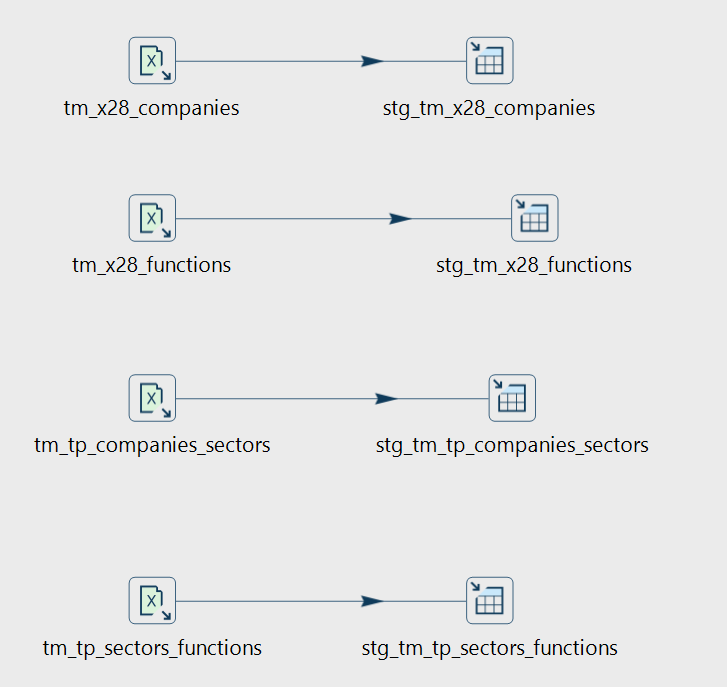 tm_x28_companies
stg_tm_x28_companies
tm_x28_functions
stg_tm_x28_functions
tm_tp_companies_sectors
stg_tm_tp_companies_sectors
tm_tp_sectors_functions
stg_tm_tp_sectors_functions